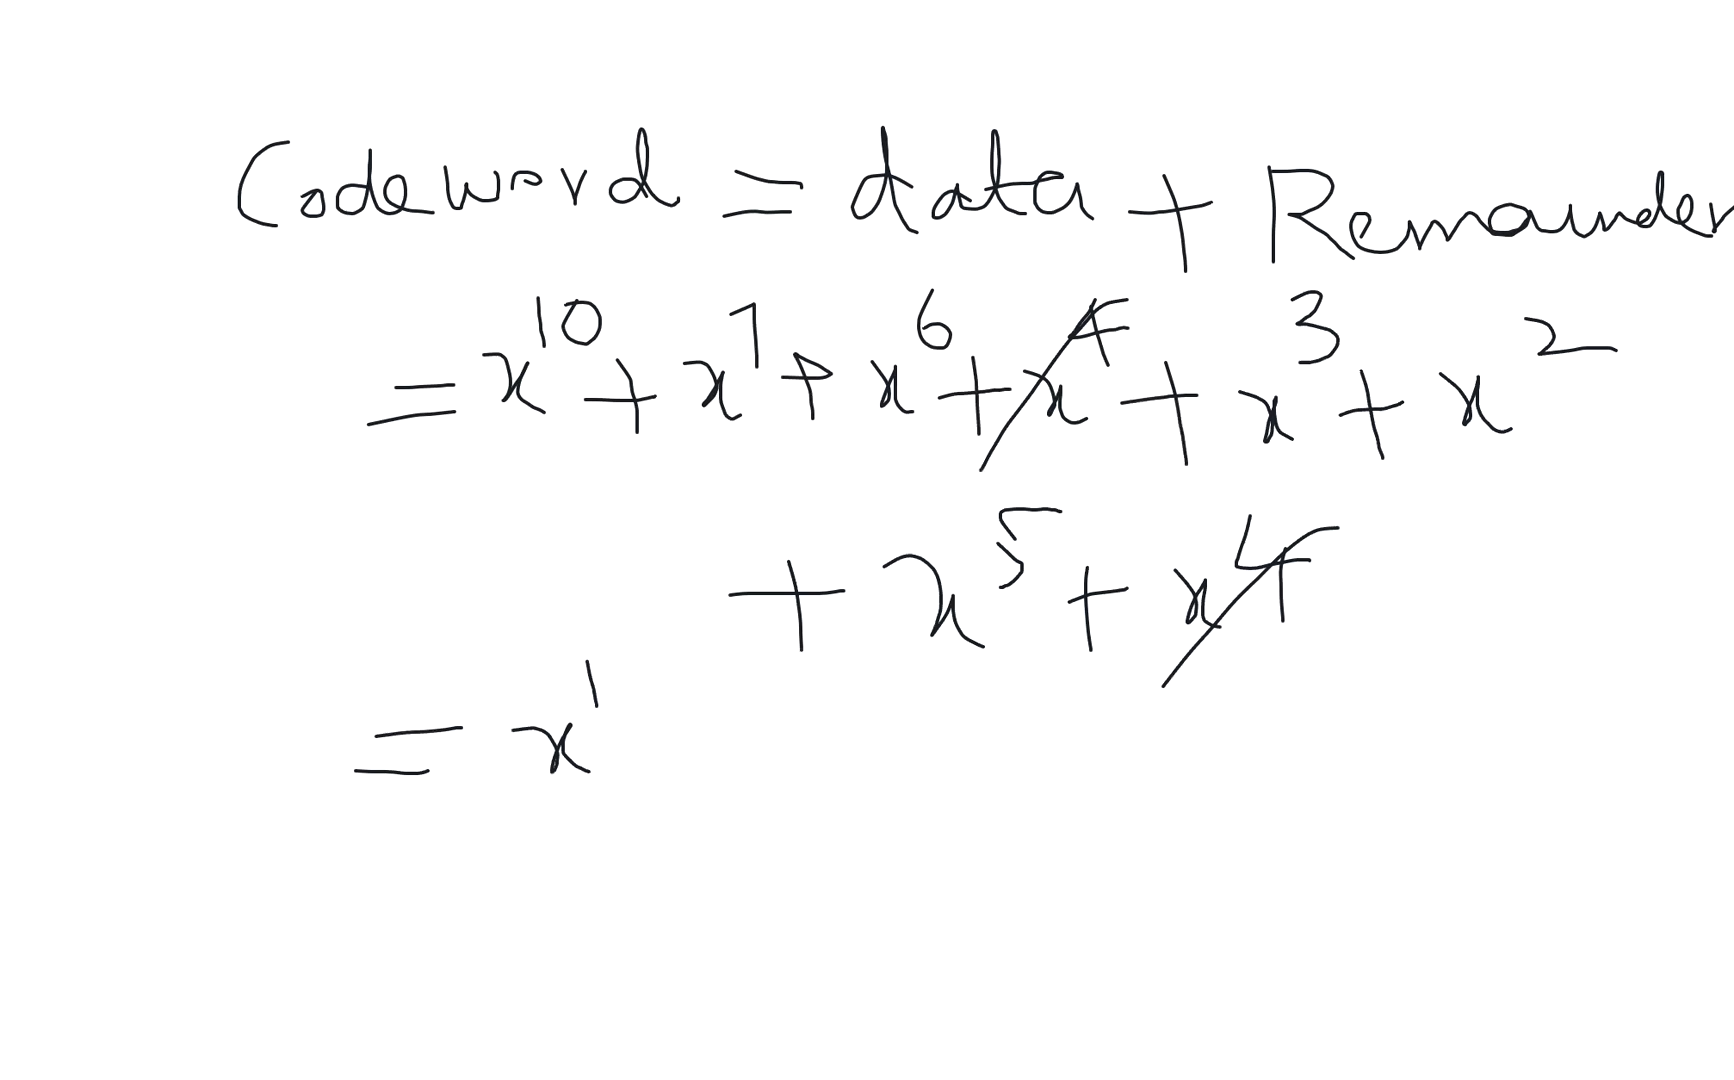 Codeword = data + Remainder
= x^10 + x^7 + x^6 + x^4 + x^3 + x^2
+ x^5 + x^4
= x^1